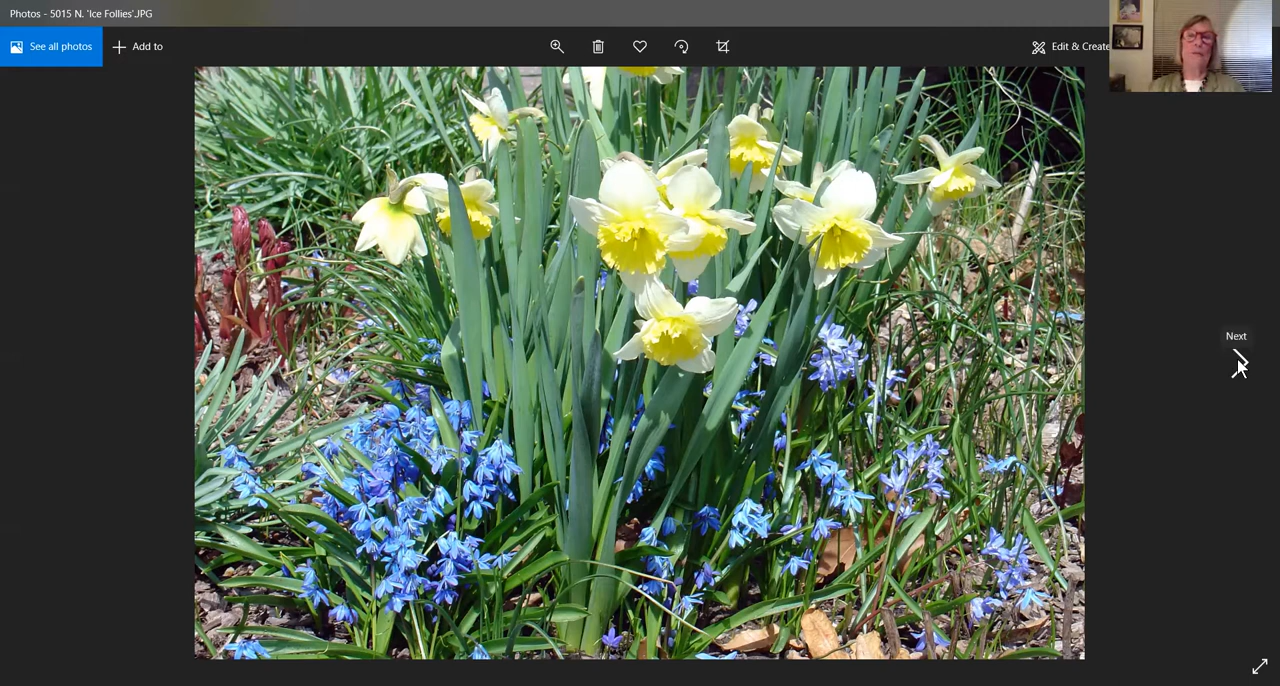 Photos - 5015 N. 'Ice Follies'.JPG
See all photos
Add to
Edit & Create
Next